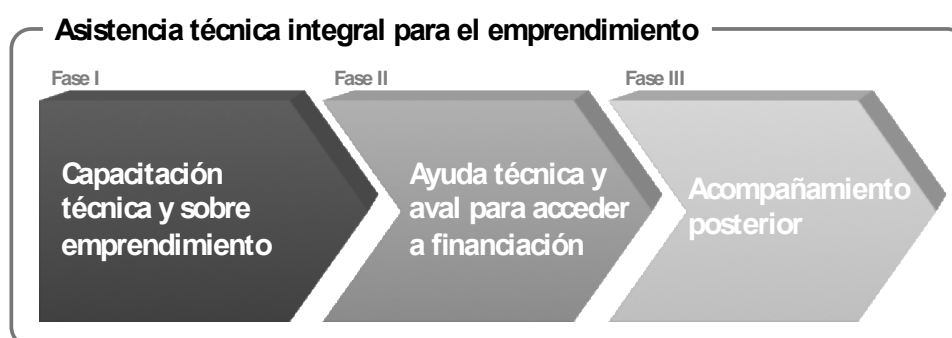 Asistencia técnica integral para el emprendimiento
Fase I
Fase II
Fase III
Capacitación
técnica y sobre
emprendimiento
Ayuda técnica y
aval para acceder
a financiación
Acompañamiento
posterior